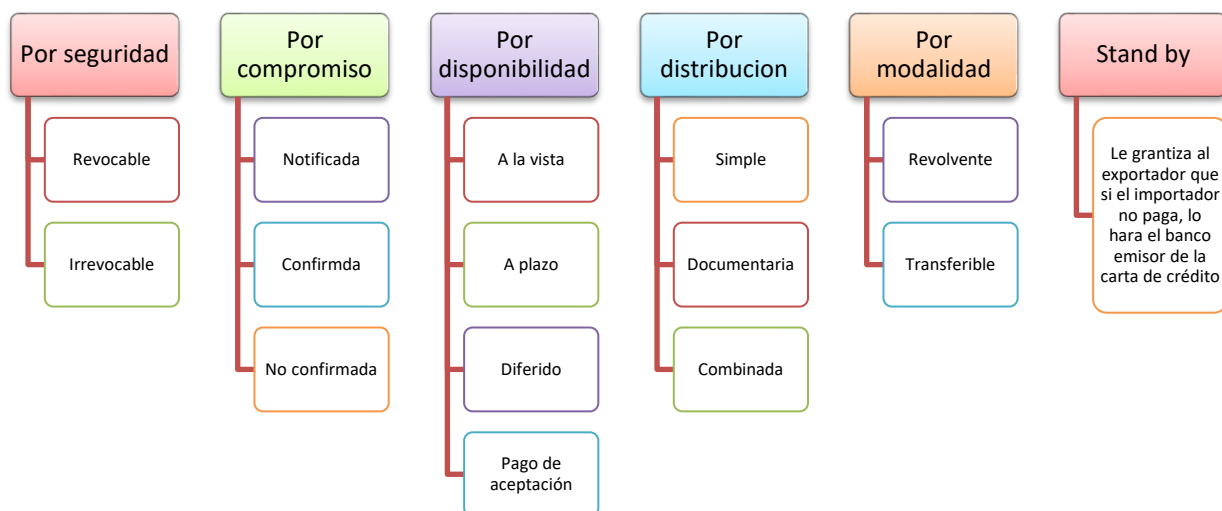 Por seguridad
Revocable
Irrevocable
Por
compromiso
Notificada
Confirmda
No confirmada
Por
disponibilidad
A la vista
A plazo
Diferido
Pago de
aceptación
Por
distribucion
Simple
Documentaria
Combinada
Por
modalidad
Revolvente
Transferible
Stand by
Le grantiza al
exportador que
si el importador
no paga, lo
hara el banco
emisor de la
carta de crédito